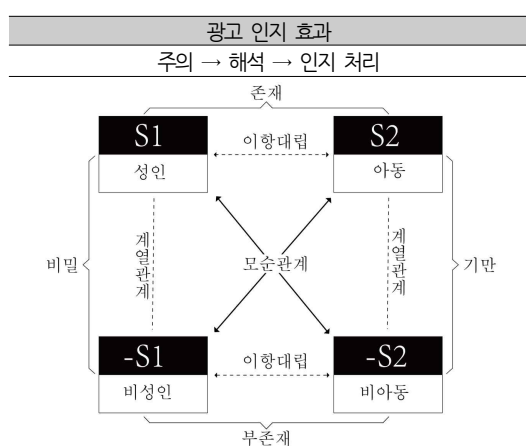 광고 인지 효과
주의 → 해석 → 인지 처리
존재
S1 이항대립 S2
성인 아동
계열관계 계열관계
비밀 모순관계 기만
-S1 이항대립 -S2
비성인 비아동
부존재